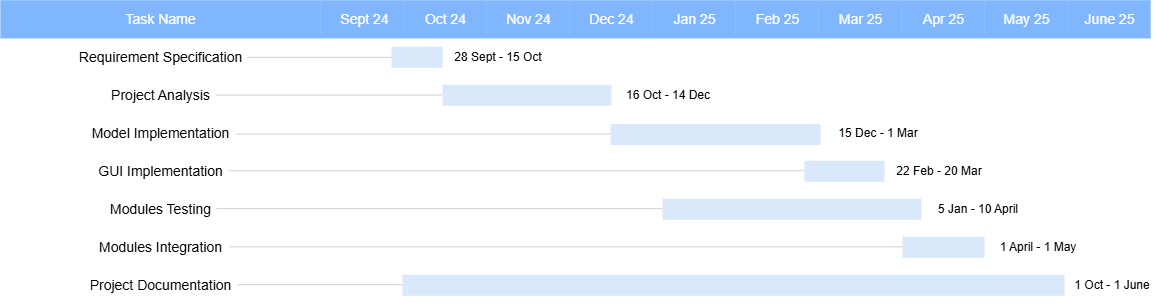 Task Name Sept 24 Oct 24 Nov 24 Dec 24 Jan 25 Feb 25 Mar 25 Apr 25 May 25 June 25
Requirement Specification 28 Sept - 15 Oct
Project Analysis 16 Oct - 14 Dec
Model Implementation 15 Dec - 1 Mar
GUI Implementation 22 Feb - 20 Mar
Modules Testing 5 Jan - 10 April
Modules Integration 1 April - 1 May
Project Documentation 1 Oct - 1 June